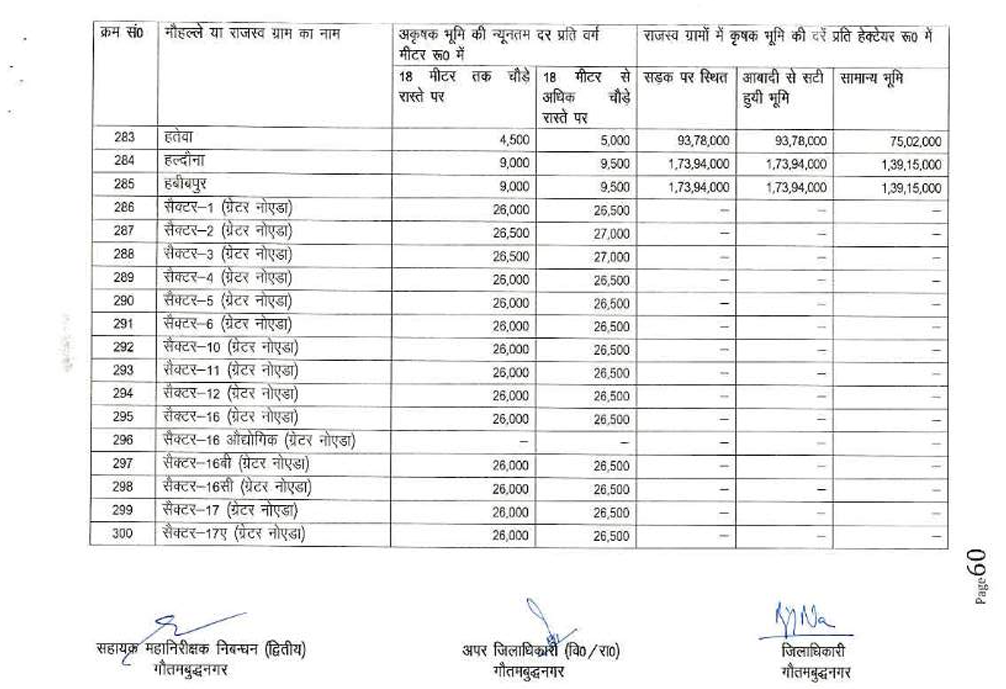 क्रम सं0 मौहल्ले या राजस्व ग्राम का नाम अकृषक भूमि की न्यूनतम दर प्रति वर्ग मीटर रू0 में राजस्व ग्रामों में कृषक भूमि की दरें प्रति हेक्टेयर रू0 में
18 मीटर तक चौड़े रास्ते पर 18 मीटर से अधिक चौड़े रास्ते पर सड़क पर स्थित आबादी से सटी हुयी भूमि सामान्य भूमि
283 हतेवा 4,500 5,000 93,78,000 93,78,000 75,02,000
284 हल्दौना 9,000 9,500 1,73,94,000 1,73,94,000 1,39,15,000
285 हबीबपुर 9,000 9,500 1,73,94,000 1,73,94,000 1,39,15,000
286 सैक्टर–1 (ग्रेटर नोएडा) 26,000 26,500 – – –
287 सैक्टर–2 (ग्रेटर नोएडा) 26,500 27,000 – – –
288 सैक्टर–3 (ग्रेटर नोएडा) 26,500 27,000 – – –
289 सैक्टर–4 (ग्रेटर नोएडा) 26,000 26,500 – – –
290 सैक्टर–5 (ग्रेटर नोएडा) 26,000 26,500 – – –
291 सैक्टर–6 (ग्रेटर नोएडा) 26,000 26,500 – – –
292 सैक्टर–10 (ग्रेटर नोएडा) 26,000 26,500 – – –
293 सैक्टर–11 (ग्रेटर नोएडा) 26,000 26,500 – – –
294 सैक्टर–12 (ग्रेटर नोएडा) 26,000 26,500 – – –
295 सैक्टर–16 (ग्रेटर नोएडा) 26,000 26,500 – – –
296 सैक्टर–16 औद्योगिक (ग्रेटर नोएडा) – – – – –
297 सैक्टर–16बी (ग्रेटर नोएडा) 26,000 26,500 – – –
298 सैक्टर–16सी (ग्रेटर नोएडा) 26,000 26,500 – – –
299 सैक्टर–17 (ग्रेटर नोएडा) 26,000 26,500 – – –
300 सैक्टर–17ए (ग्रेटर नोएडा) 26,000 26,500 – – –
Page60
सहायक महानिरीक्षक निबन्धन (द्वितीय) अपर जिलाधिकारी (वि0/रा0) जिलाधिकारी
गौतमबुद्धनगर गौतमबुद्धनगर गौतमबुद्धनगर